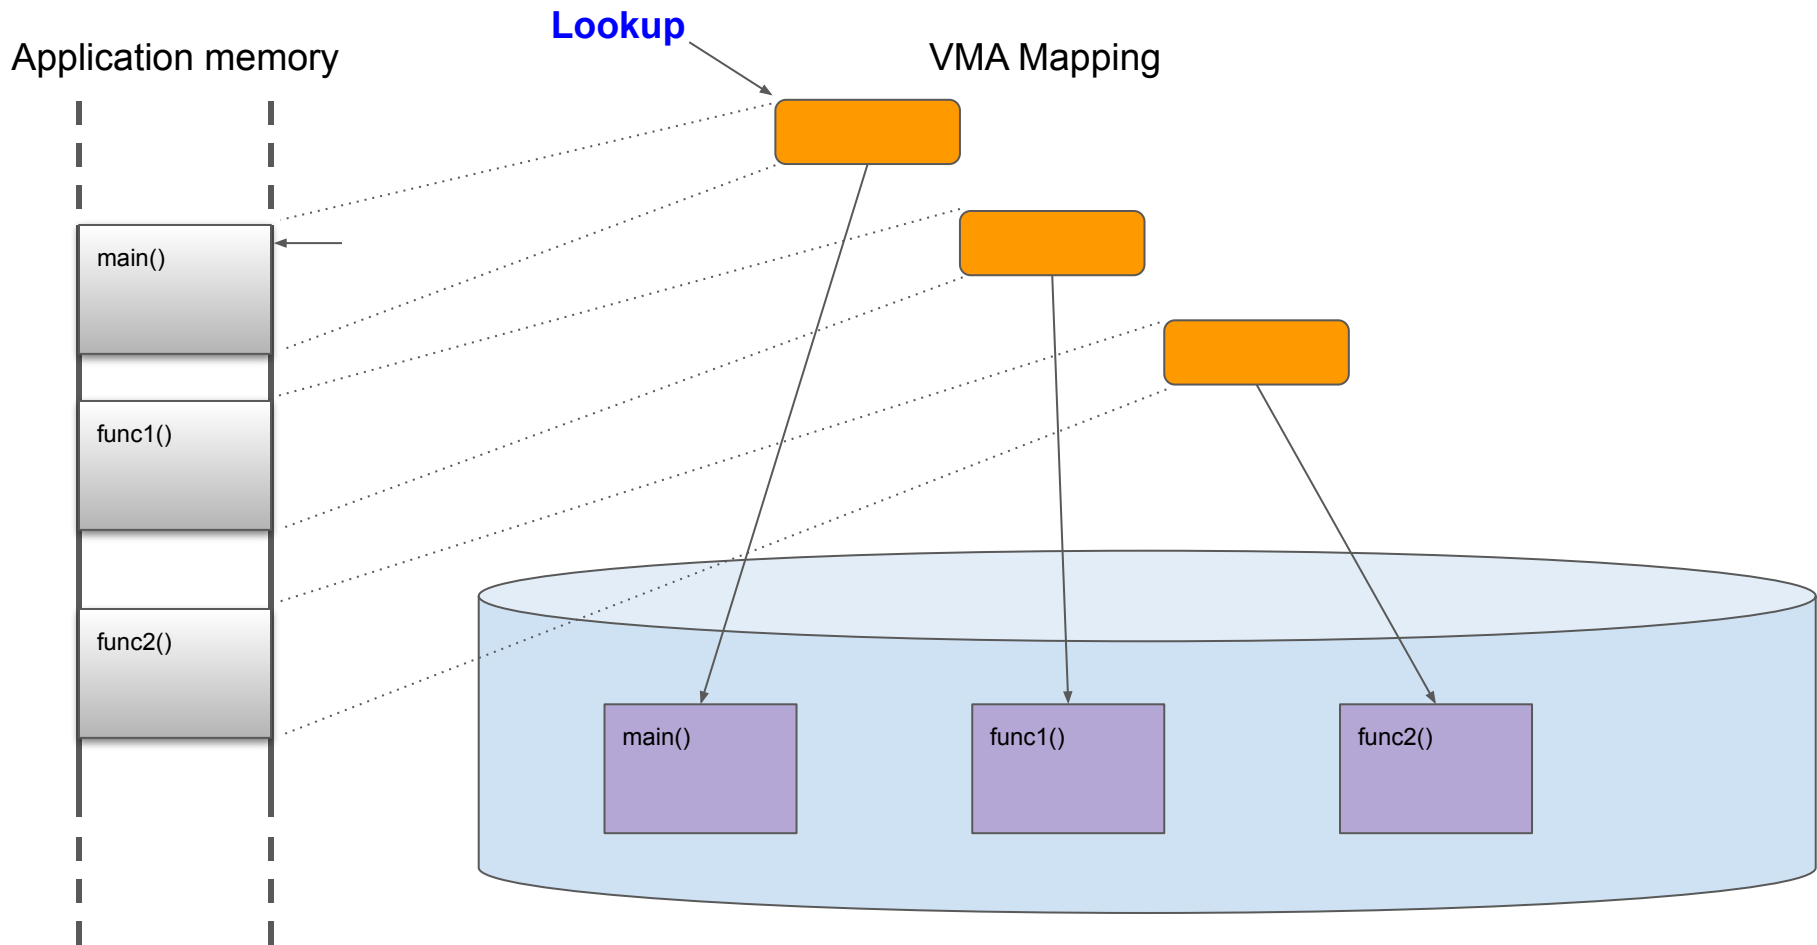 Lookup
Application memory
VMA Mapping
main()
func1()
func2()
main()
func1()
func2()